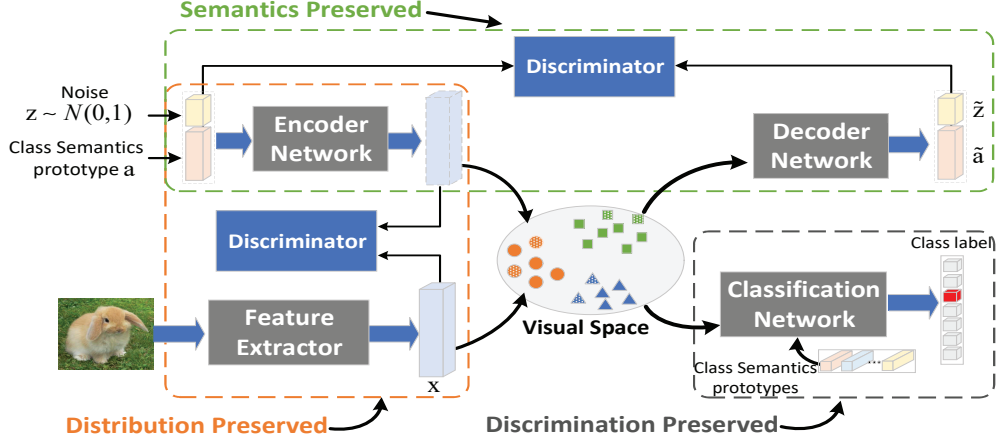 Semantics Preserved
Discriminator
Noise
z ~ N(0,1)
Class Semantics
prototype a
Encoder
Network
Decoder
Network
z̃
ã
Discriminator
Feature
Extractor
x
Visual Space
Class label
Classification
Network
Class Semantics
prototypes
...
Distribution Preserved
Discrimination Preserved